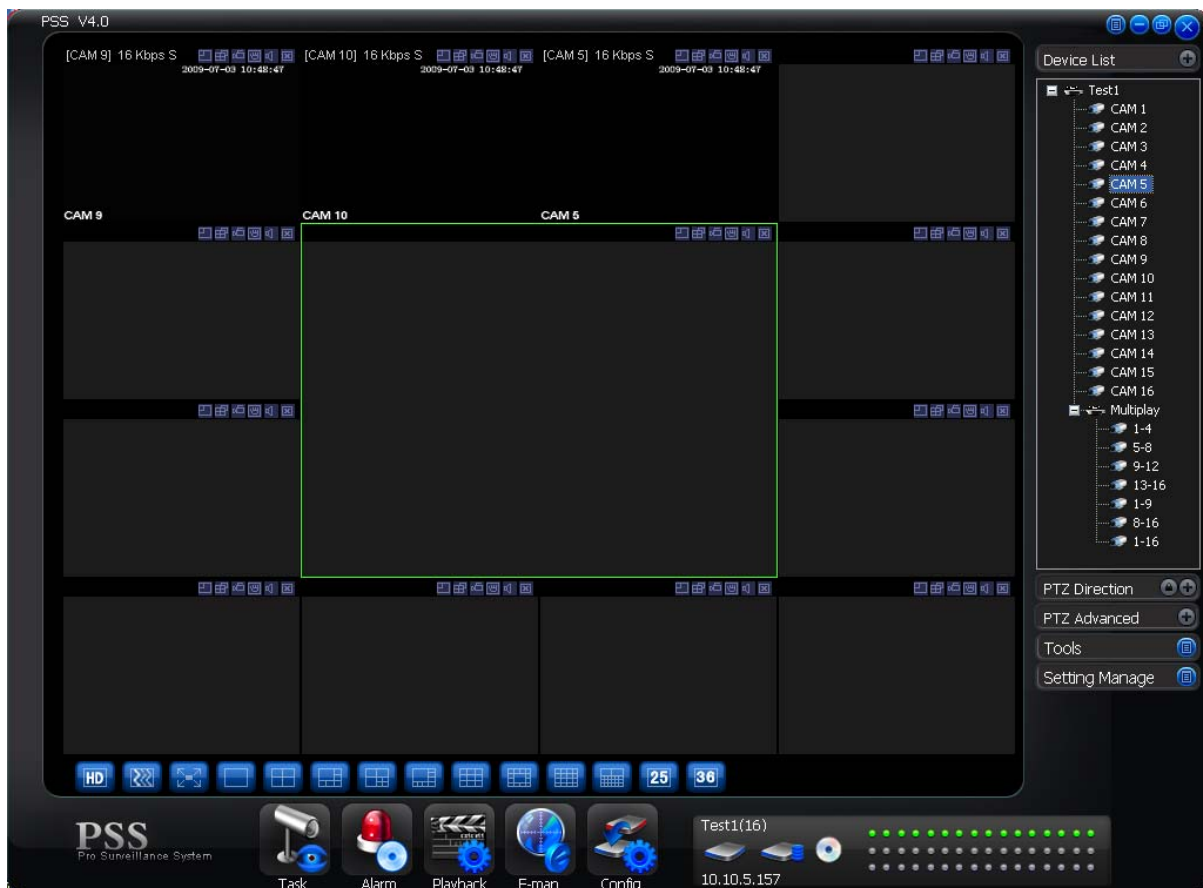 PSS V4.0
[CAM 9] 16 Kbps S
2009-07-03 10:48:47
CAM 9
[CAM 10] 16 Kbps S
2009-07-03 10:48:47
CAM 10
[CAM 5] 16 Kbps S
2009-07-03 10:48:47
CAM 5
Device List
Test1
CAM 1
CAM 2
CAM 3
CAM 4
CAM 5
CAM 6
CAM 7
CAM 8
CAM 9
CAM 10
CAM 11
CAM 12
CAM 13
CAM 14
CAM 15
CAM 16
Multiplay
1-4
5-8
9-12
13-16
1-9
8-16
1-16
PTZ Direction
PTZ Advanced
Tools
Setting Manage
HD
25
36
PSS
Pro Surveillance System
Task
Alarm
Playback
E-map
Config
Test1(16)
10.10.5.157